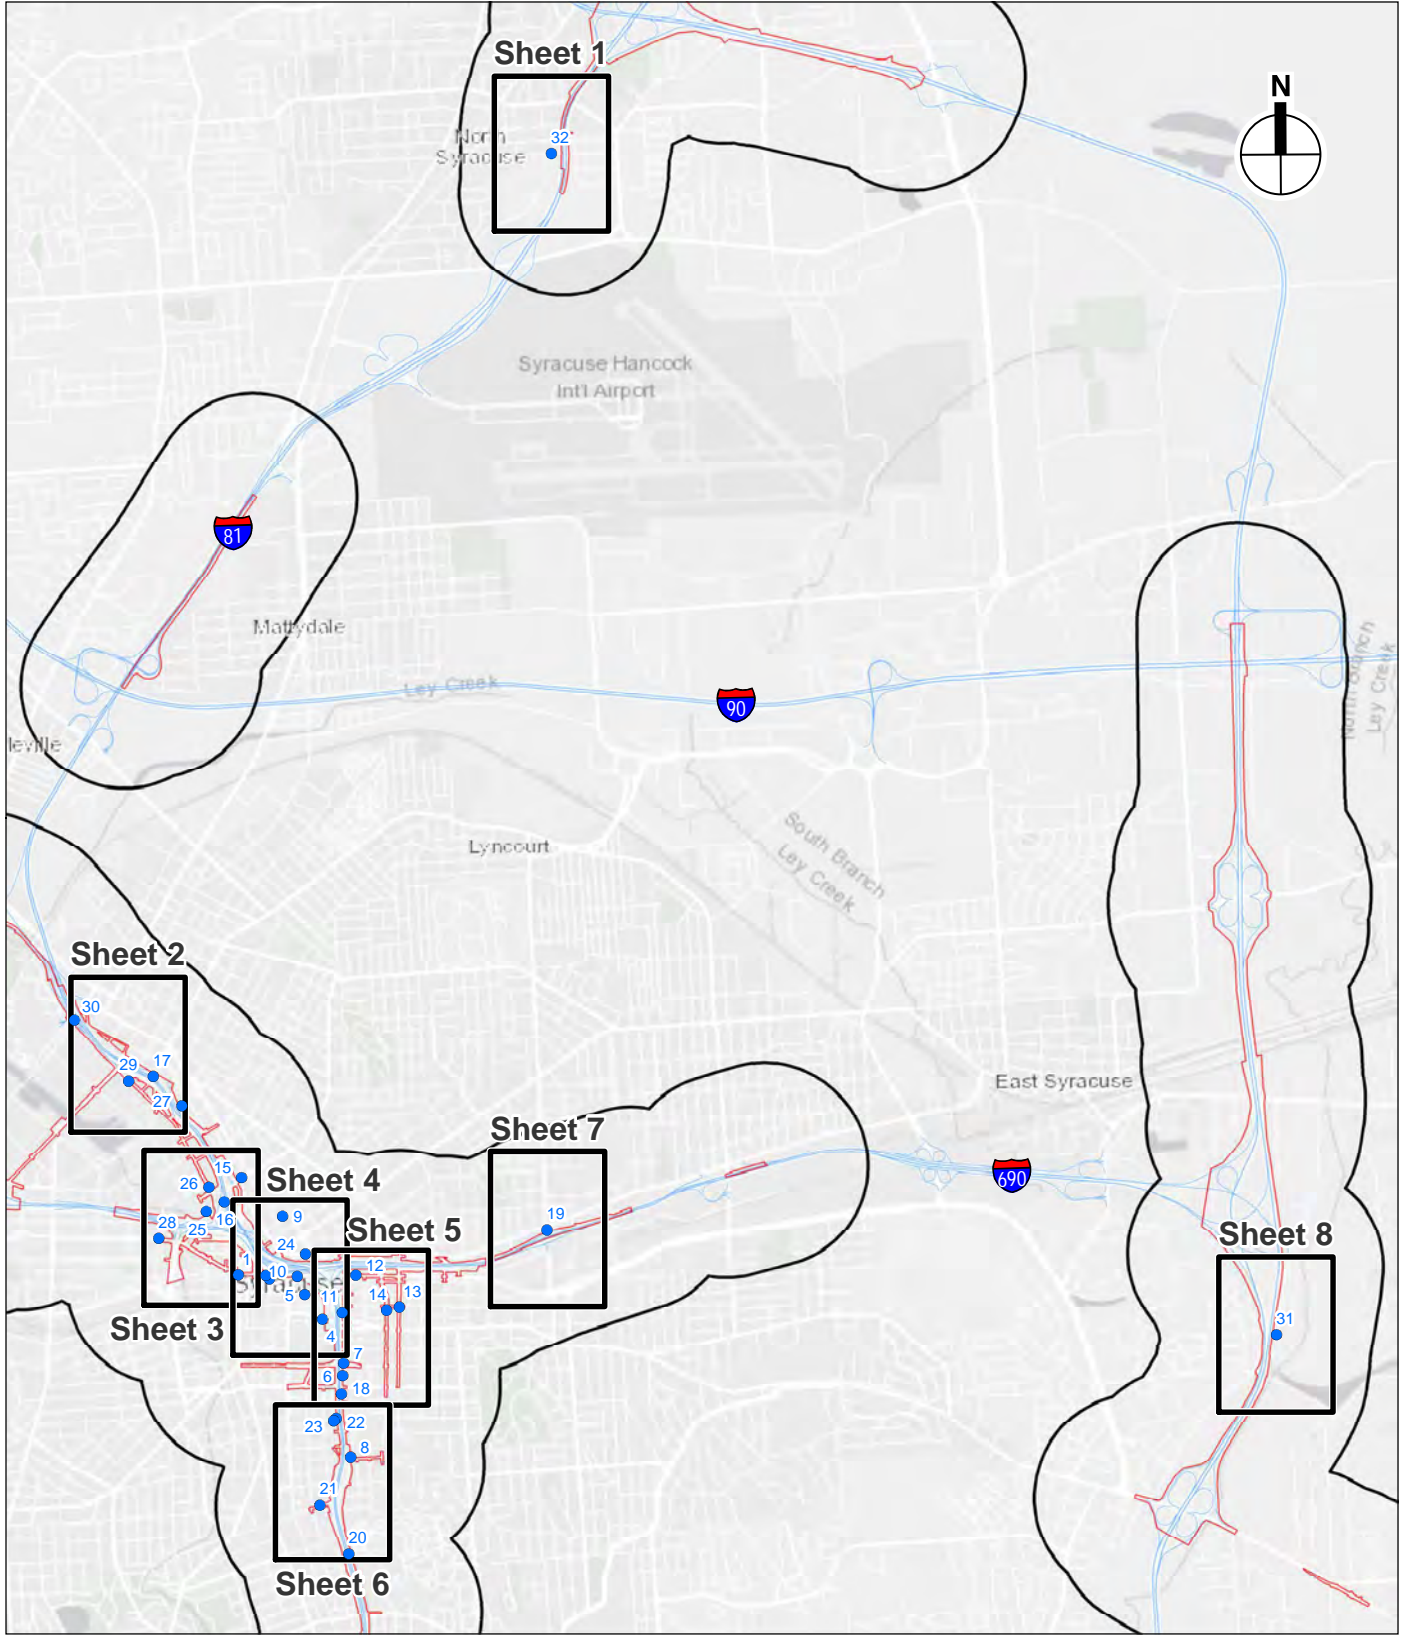 Sheet 1
N
32
North
Syracuse
Syracuse Hancock
Int'l Airport
81
Mattydale
Ley Creek
90
North Branch
Ley Creek
leville
Lyncourt
South Branch
Ley Creek
Sheet 2
30
29
17
27
East Syracuse
Sheet 7
690
15
Sheet 4
26
16
9
19
25
28
Sheet 5
Sheet 8
24
1
10
Syracuse
12
5
11
14
13
Sheet 3
4
31
7
6
18
23
22
8
21
20
Sheet 6